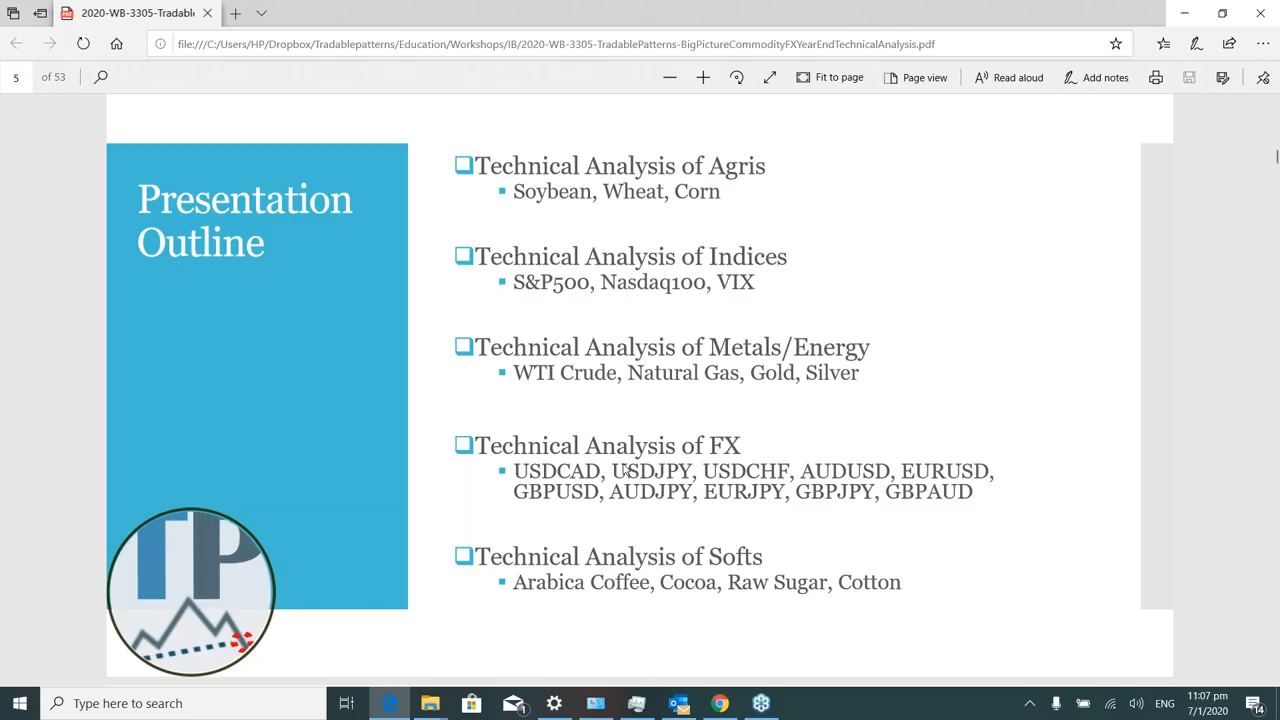 2020-WB-3305-Tradable
file:///C:/Users/HP/Dropbox/Tradablepatterns/Education/Workshops/IB/2020-WB-3305-TradablePatterns-BigPictureCommodityFXYearEndTechnicalAnalysis.pdf
5 of 53 Fit to page Page view Read aloud Add notes
Presentation
Outline
Technical Analysis of Agris
Soybean, Wheat, Corn
Technical Analysis of Indices
S&P500, Nasdaq100, VIX
Technical Analysis of Metals/Energy
WTI Crude, Natural Gas, Gold, Silver
Technical Analysis of FX
USDCAD, USDJPY, USDCHF, AUDUSD, EURUSD,
GBPUSD, AUDJPY, EURJPY, GBPJPY, GBPAUD
Technical Analysis of Softs
Arabica Coffee, Cocoa, Raw Sugar, Cotton
TP
Type here to search
ENG
11:07 pm
7/1/2020
14